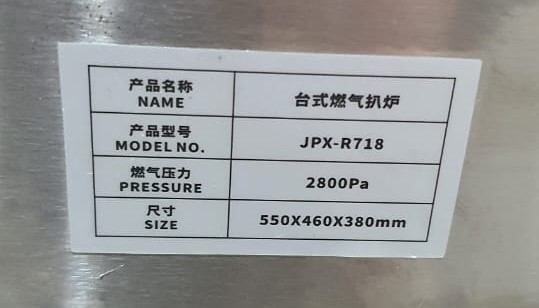 产品名称
NAME
台式燃气扒炉
产品型号
MODEL NO.
JPX-R718
燃气压力
PRESSURE
2800Pa
尺寸
SIZE
550X460X380mm